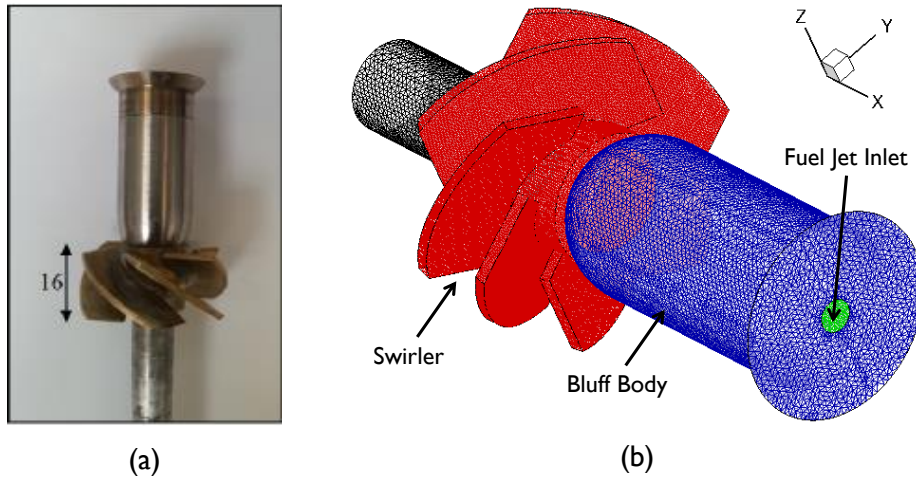 16
(a)
Z
Y
X
Fuel Jet Inlet
Swirler
Bluff Body
(b)